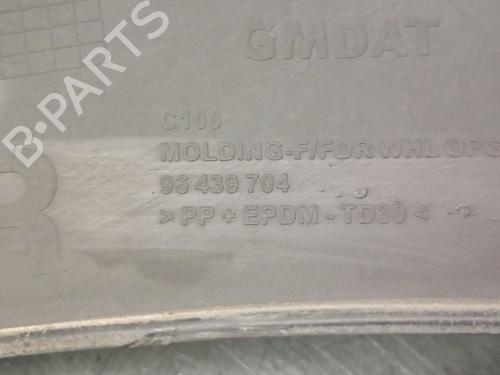 B-PARTS
GMDAT
C100
MOLDING-F/FDR WHL OPG
96 439 704
>PP + EPDM - TD30<